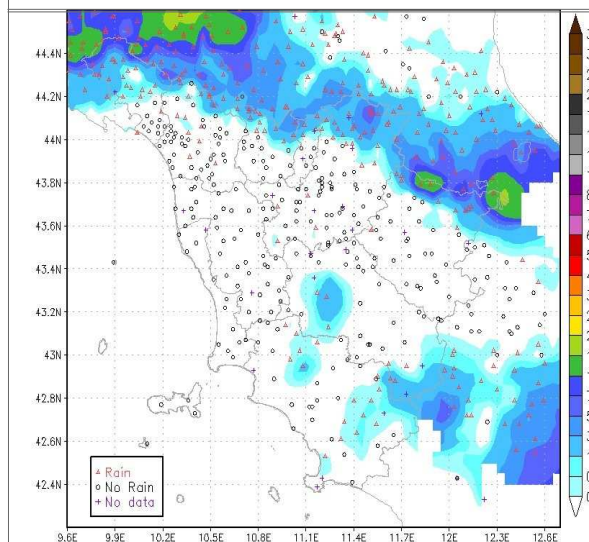 44.4N
44.2N
44N
43.8N
43.6N
43.4N
43.2N
43N
42.8N
42.6N
42.4N
Rain
No Rain
No data
9.6E 9.9E 10.2E 10.5E 10.8E 11.1E 11.4E 11.7E 12E 12.3E 12.6E